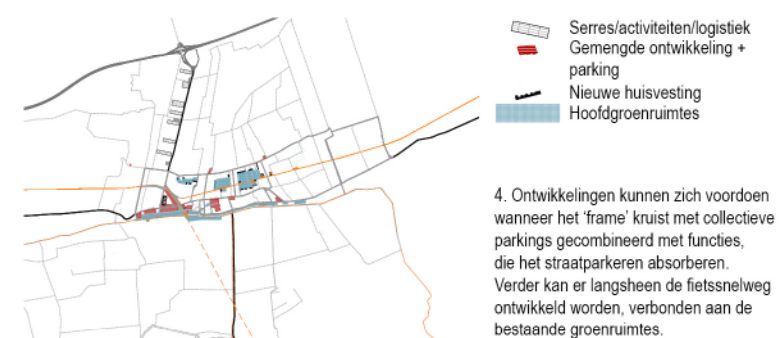 Serres/activiteiten/logistiek
Gemengde ontwikkeling +
parking
Nieuwe huisvesting
Hoofdgroenruimtes
4. Ontwikkelingen kunnen zich voordoen
wanneer het ‘frame’ kruist met collectieve
parkings gecombineerd met functies,
die het straatparkeren absorberen.
Verder kan er langsheen de fietssnelweg
ontwikkeld worden, verbonden aan de
bestaande groenruimtes.